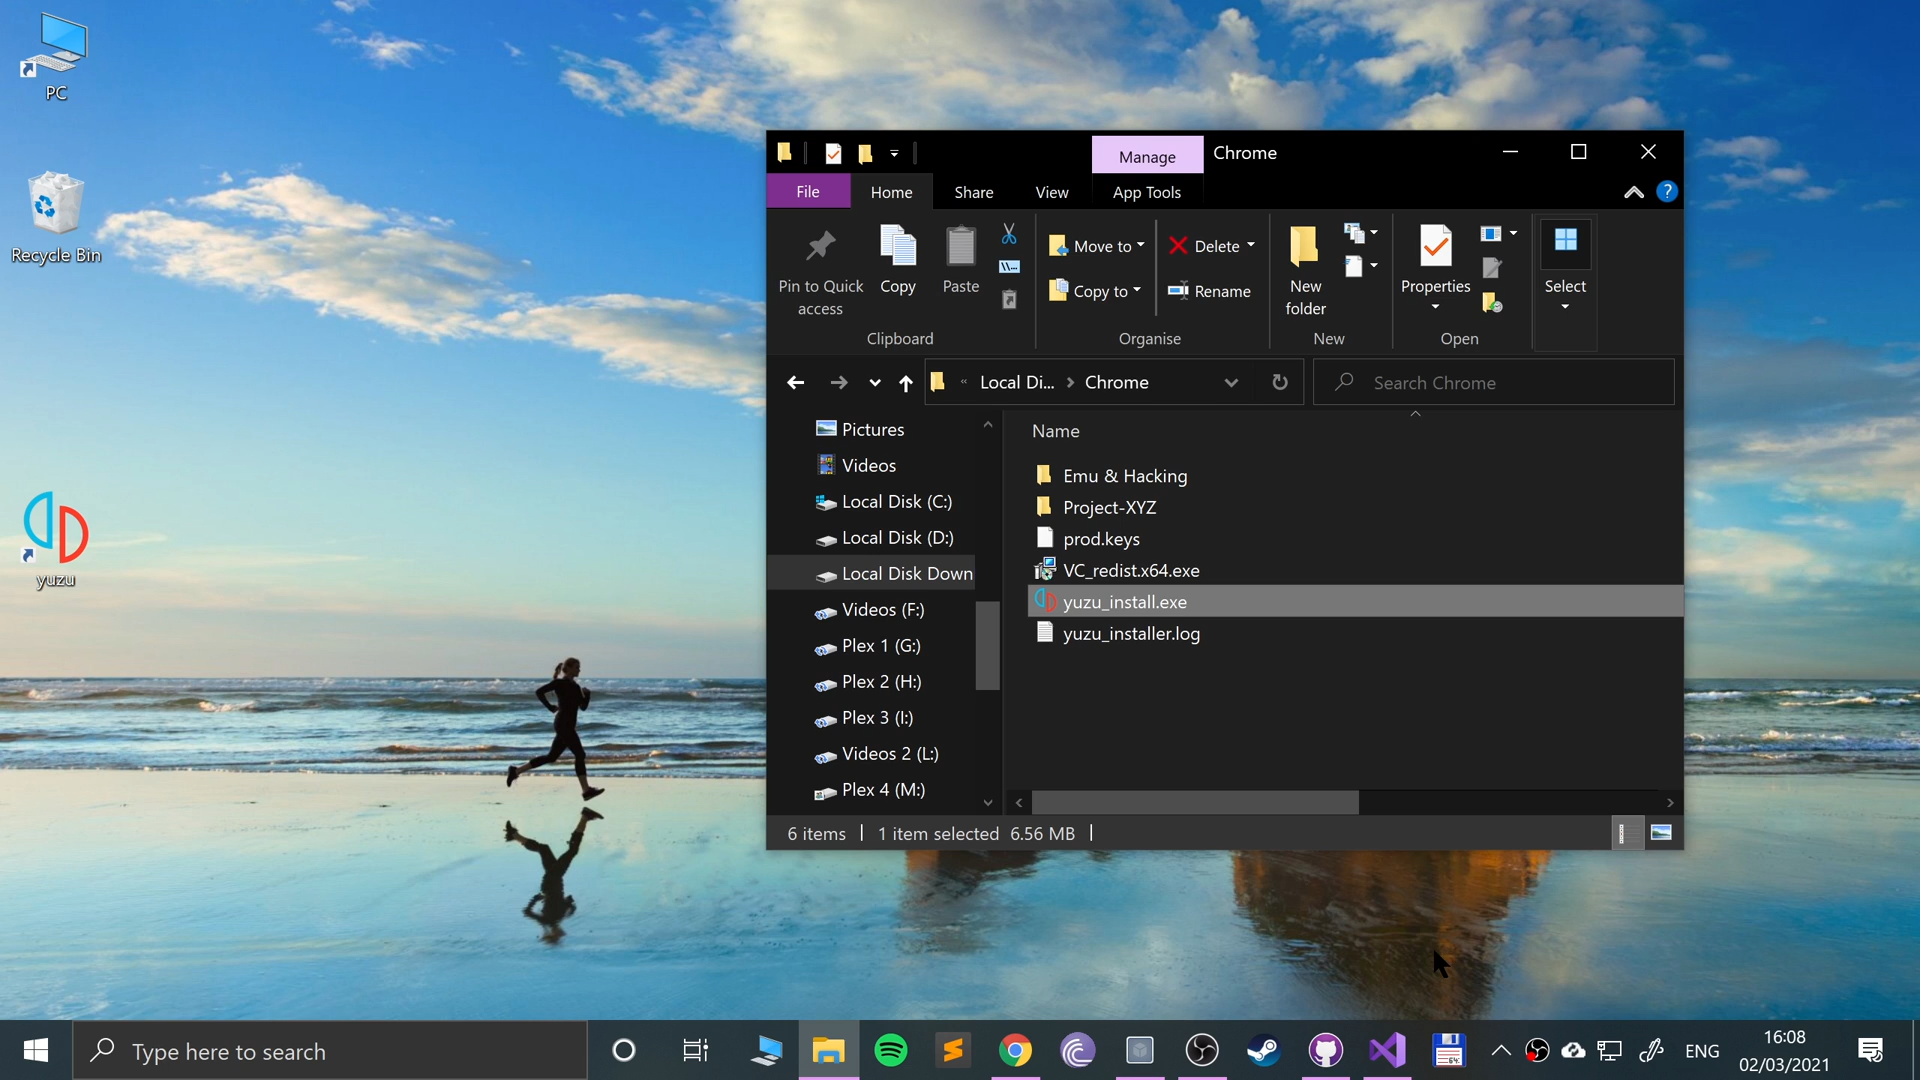 PC
Recycle Bin
yuzu
Manage
Chrome
File
Home
Share
View
App Tools
?
Pin to Quick
access
Copy
Paste
Clipboard
Move to
Copy to
Delete
Rename
Organise
New
folder
New
Properties
Open
Select
« Local Di... > Chrome
Search Chrome
Pictures
Videos
Local Disk (C:)
Local Disk (D:)
Local Disk Down
Videos (F:)
Plex 1 (G:)
Plex 2 (H:)
Plex 3 (I:)
Videos 2 (L:)
Plex 4 (M:)
Name
Emu & Hacking
Project-XYZ
prod.keys
VC_redist.x64.exe
yuzu_install.exe
yuzu_installer.log
6 items
1 item selected 6.56 MB
Type here to search
64
ENG
16:08
02/03/2021